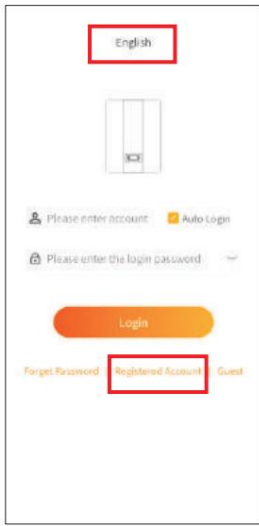 English
Please enter account Auto Login
Please enter the login password
Login
Forget Password | Registered Account | Guest